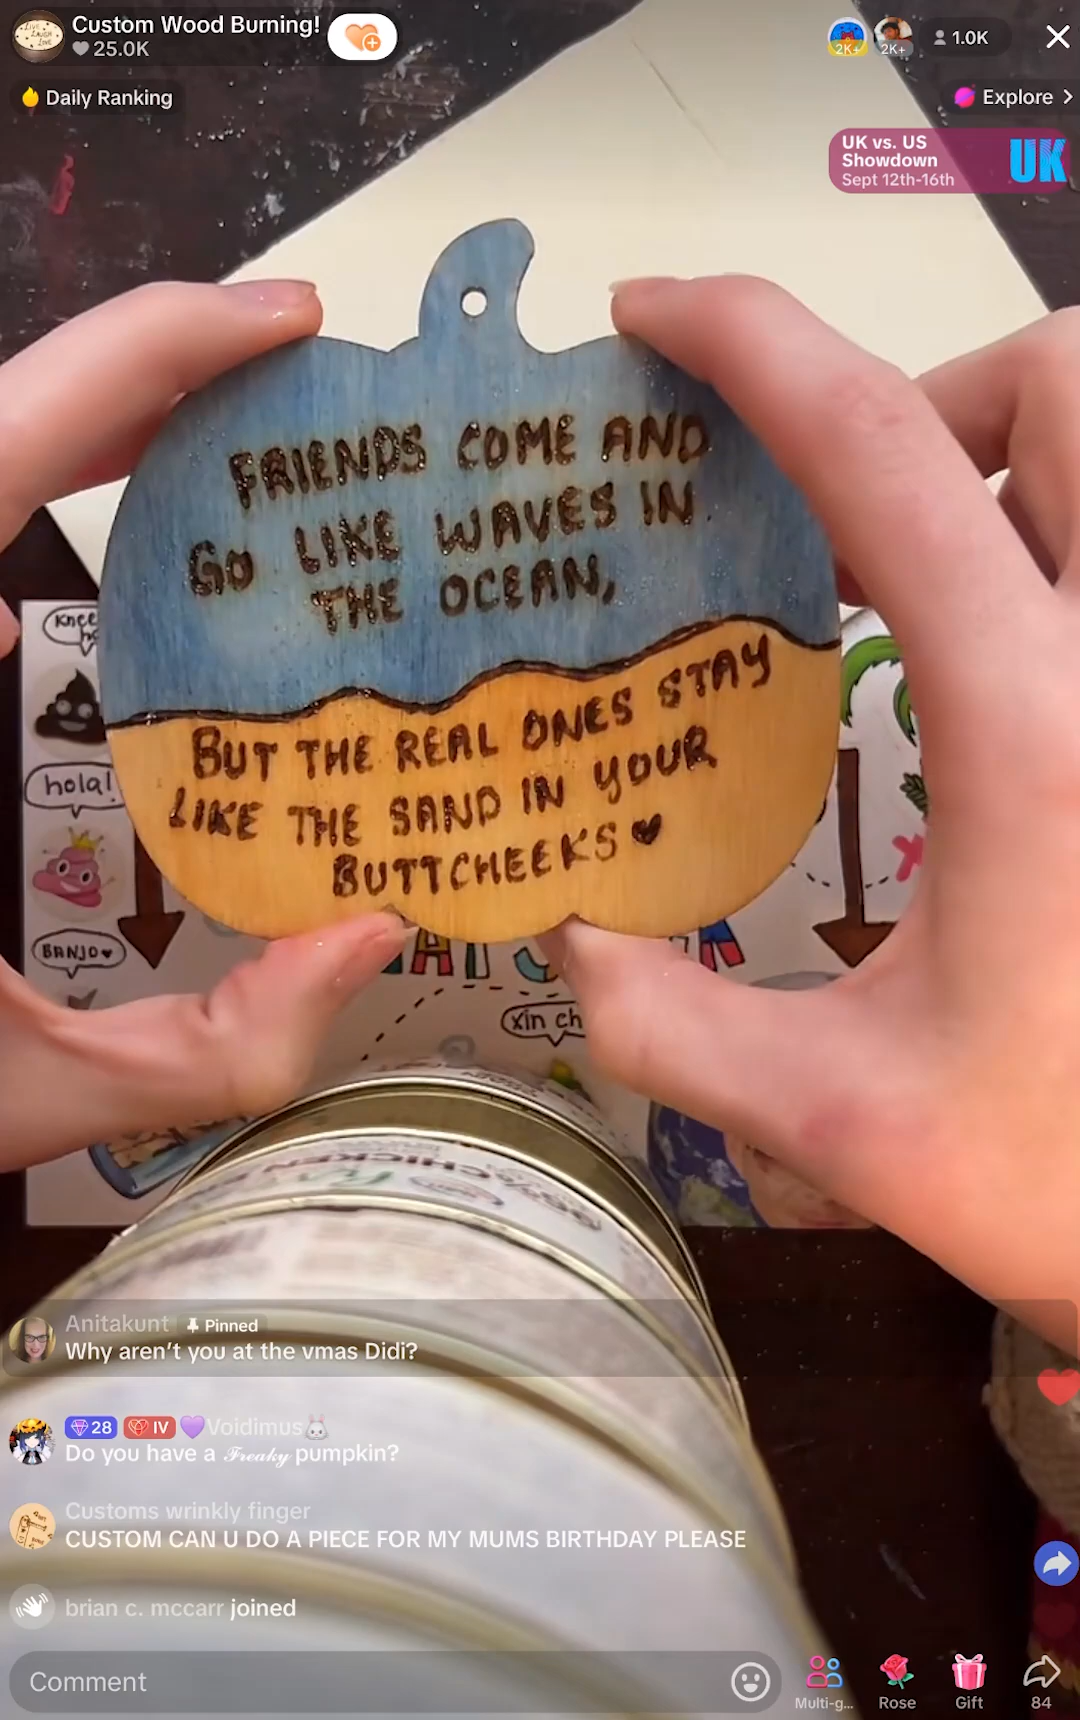 Custom Wood Burning!
25.0K
2K+
2K+
1.0K
Daily Ranking
Explore >
UK vs. US
Showdown
Sept 12th-16th
UK
FRIENDS COME AND
GO LIKE WAVES IN
THE OCEAN,
BUT THE REAL ONES STAY
LIKE THE SAND IN YOUR
BUTTCHEEKS♥
hola!
BANJO♥
xin ch
CHICKEN
Anitakunt Pinned
Why aren't you at the vmas Didi?
28 IV 💜Voidimus🐰
Do you have a 𝓕𝓻𝓮𝓪𝓴𝔂 pumpkin?
Customs wrinkly finger
CUSTOM CAN U DO A PIECE FOR MY MUMS BIRTHDAY PLEASE
brian c. mccarr joined
Comment
Multi-g...
Rose
Gift
84